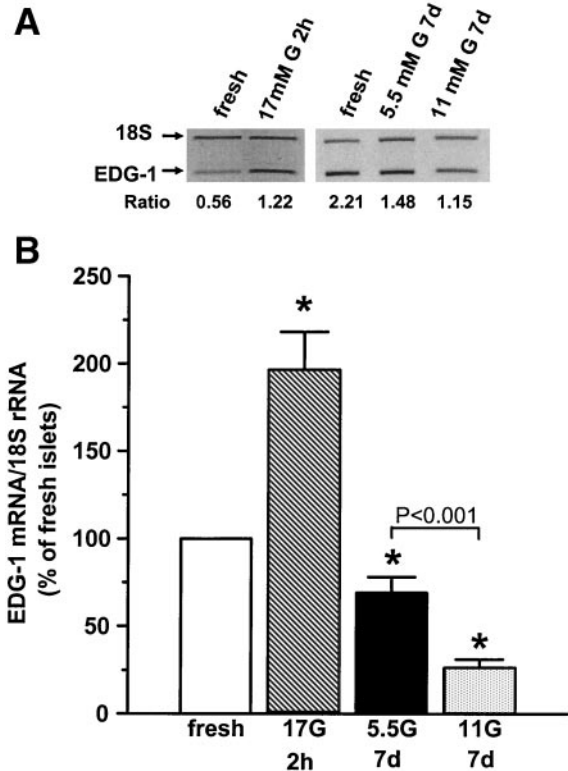 A
fresh
17mM G 2h
fresh
5.5 mM G 7d
11 mM G 7d
18S
EDG-1
Ratio 0.56 1.22 2.21 1.48 1.15
B
EDG-1 mRNA/18S rRNA
(% of fresh islets)
250
200
150
100
50
0
*
P<0.001
*
*
fresh 17G 5.5G 11G
2h 7d 7d